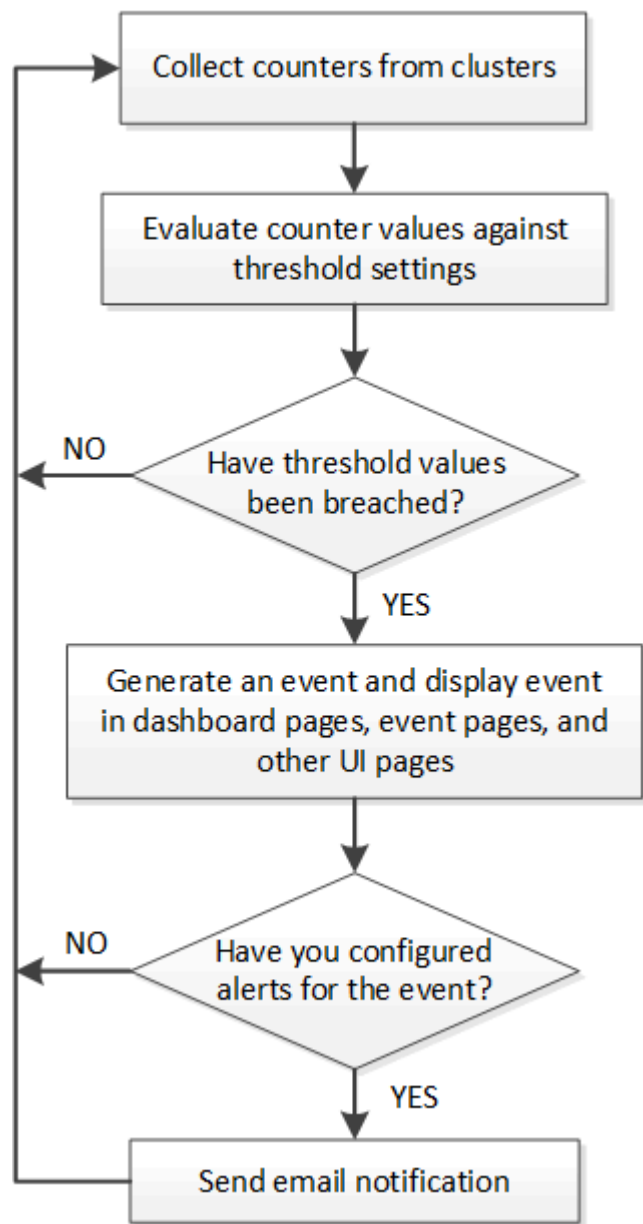 Collect counters from clusters
Evaluate counter values against
threshold settings
NO
Have threshold values
been breached?
YES
Generate an event and display event
in dashboard pages, event pages, and
other UI pages
NO
Have you configured
alerts for the event?
YES
Send email notification